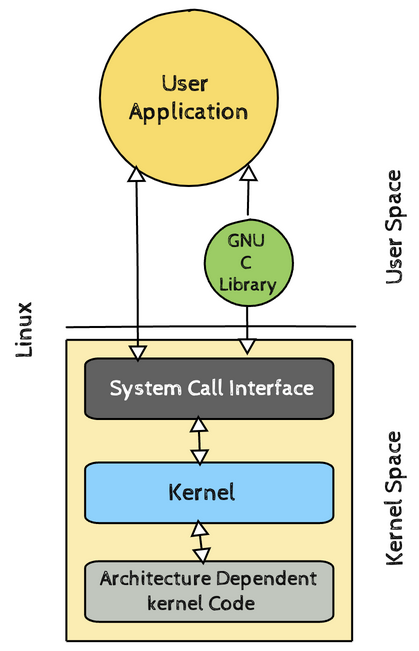 User
Application
GNU
C
Library
User Space
Linux
System Call Interface
Kernel
Kernel Space
Architecture Dependent
kernel Code